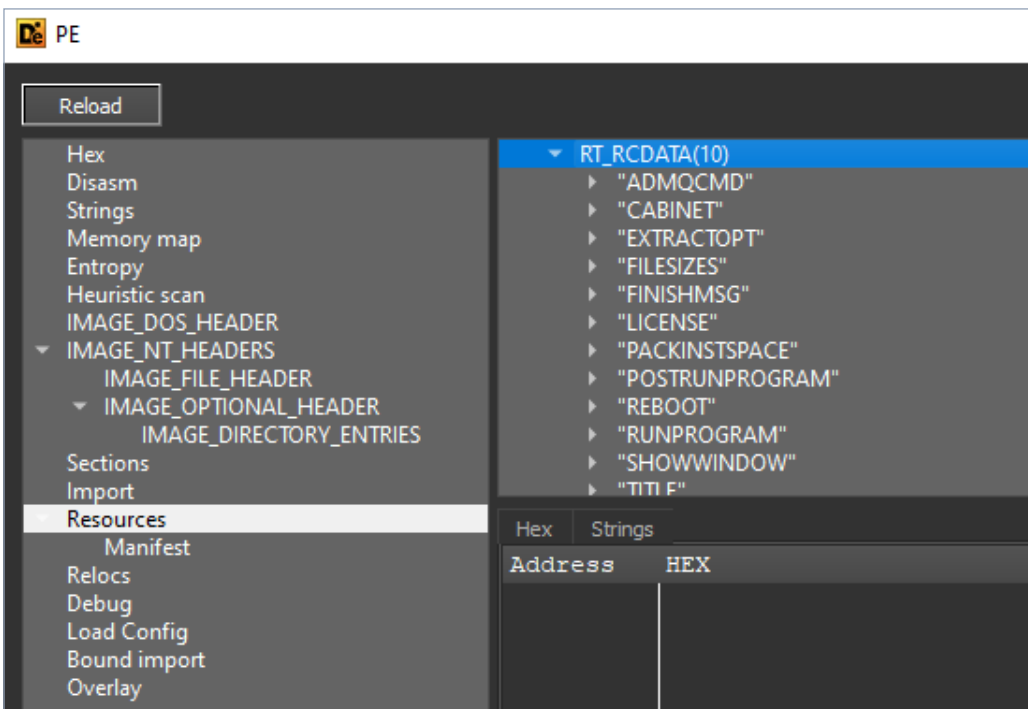 PE
Reload
Hex
Disasm
Strings
Memory map
Entropy
Heuristic scan
IMAGE_DOS_HEADER
IMAGE_NT_HEADERS
IMAGE_FILE_HEADER
IMAGE_OPTIONAL_HEADER
IMAGE_DIRECTORY_ENTRIES
Sections
Import
Resources
Manifest
Relocs
Debug
Load Config
Bound import
Overlay
RT_RCDATA(10)
"ADMQCMD"
"CABINET"
"EXTRACTOPT"
"FILESIZES"
"FINISHMSG"
"LICENSE"
"PACKINSTSPACE"
"POSTRUNPROGRAM"
"REBOOT"
"RUNPROGRAM"
"SHOWWINDOW"
"TITLE"
Hex Strings
Address HEX